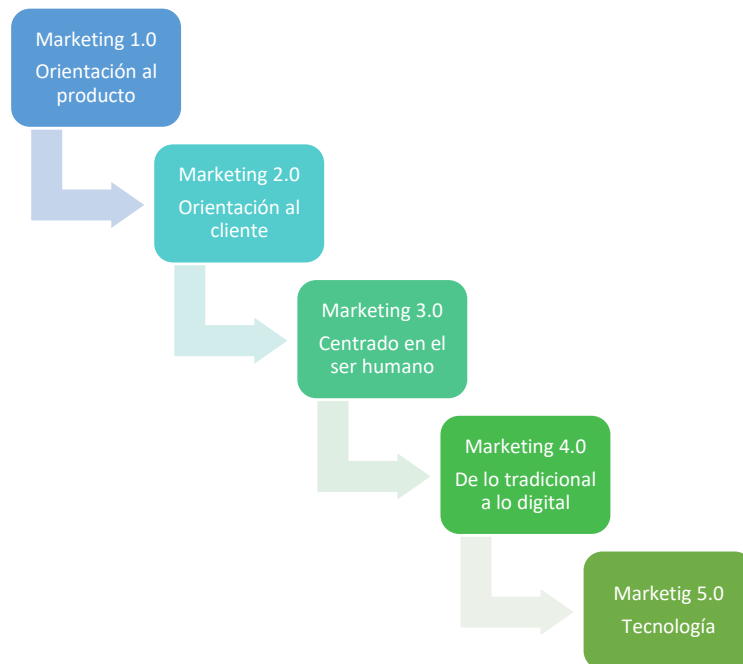 Marketing 1.0
Orientación al
producto
Marketing 2.0
Orientación al
cliente
Marketing 3.0
Centrado en el
ser humano
Marketing 4.0
De lo tradicional
a lo digital
Marketig 5.0
Tecnología